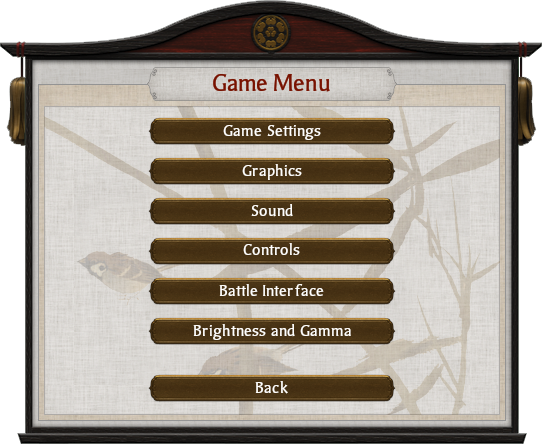 Game Menu
Game Settings
Graphics
Sound
Controls
Battle Interface
Brightness and Gamma
Back